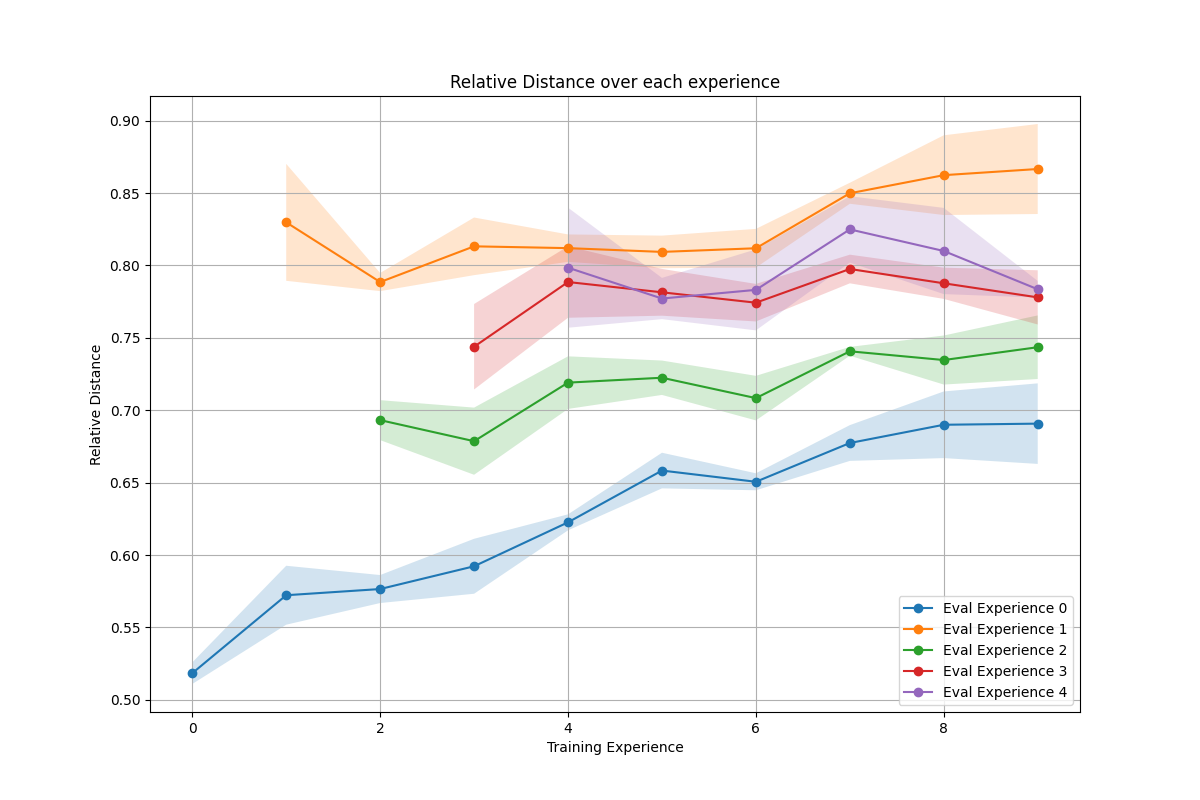 Relative Distance over each experience
0.90
0.85
0.80
0.75
0.70
0.65
0.60
0.55
0.50
Relative Distance
0 2 4 6 8
Training Experience
Eval Experience 0
Eval Experience 1
Eval Experience 2
Eval Experience 3
Eval Experience 4